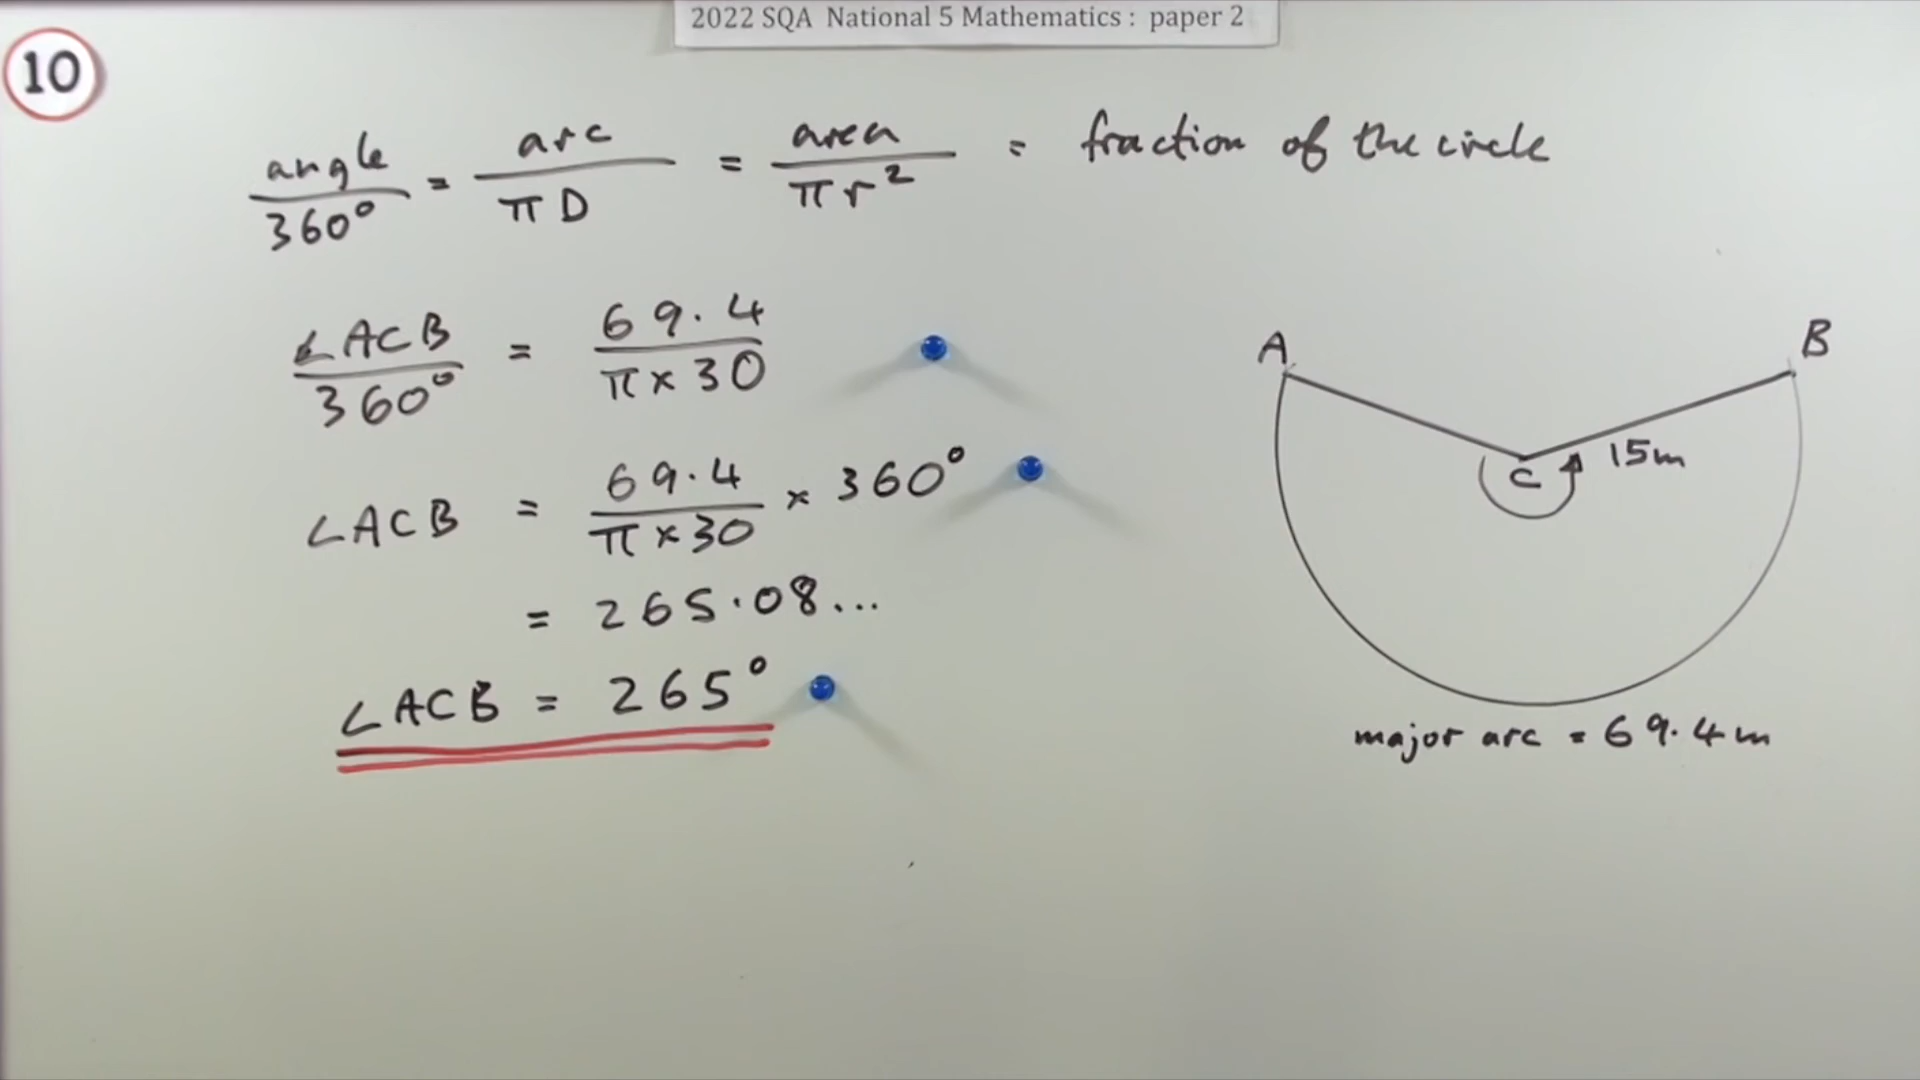 2022 SQA National 5 Mathematics : paper 2
10
angle/360° = arc/πD = area/πr² = fraction of the circle
∠ACB/360° = 69.4/π×30
∠ACB = 69.4/π×30 × 360°
= 265.08...
∠ACB = 265°
A
B
C
15m
major arc = 69.4m